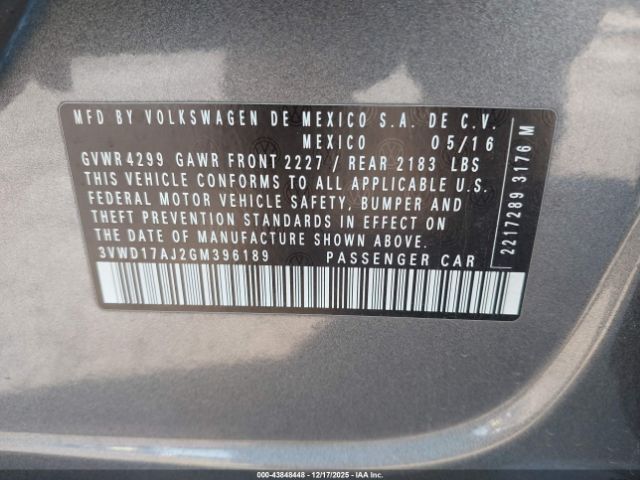 MFD BY VOLKSWAGEN DE MEXICO S.A. DE C.V.
MEXICO 05/16
GVWR 4299 GAWR FRONT 2227 / REAR 2183 LBS
THIS VEHICLE CONFORMS TO ALL APPLICABLE U.S.
FEDERAL MOTOR VEHICLE SAFETY, BUMPER AND
THEFT PREVENTION STANDARDS IN EFFECT ON
THE DATE OF MANUFACTURE SHOWN ABOVE
3VWD17AJ2GM396189 PASSENGER CAR
2217289 3176 M
000-43848448 - 12/17/2025 - IAAI.COM